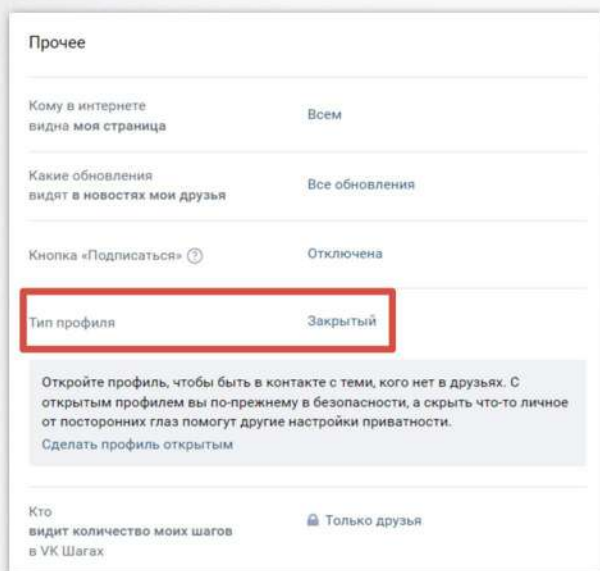 Прочее
Кому в интернете
видна моя страница
Всем
Какие обновления
видят в новостях мои друзья
Все обновления
Кнопка «Подписаться» ?
Отключена
Тип профиля
Закрытый
Откройте профиль, чтобы быть в контакте с теми, кого нет в друзьях. С
открытым профилем вы по-прежнему в безопасности, а скрыть что-то личное
от посторонних глаз помогут другие настройки приватности.
Сделать профиль открытым
Кто
видит количество моих шагов
в VK Шагах
Только друзья